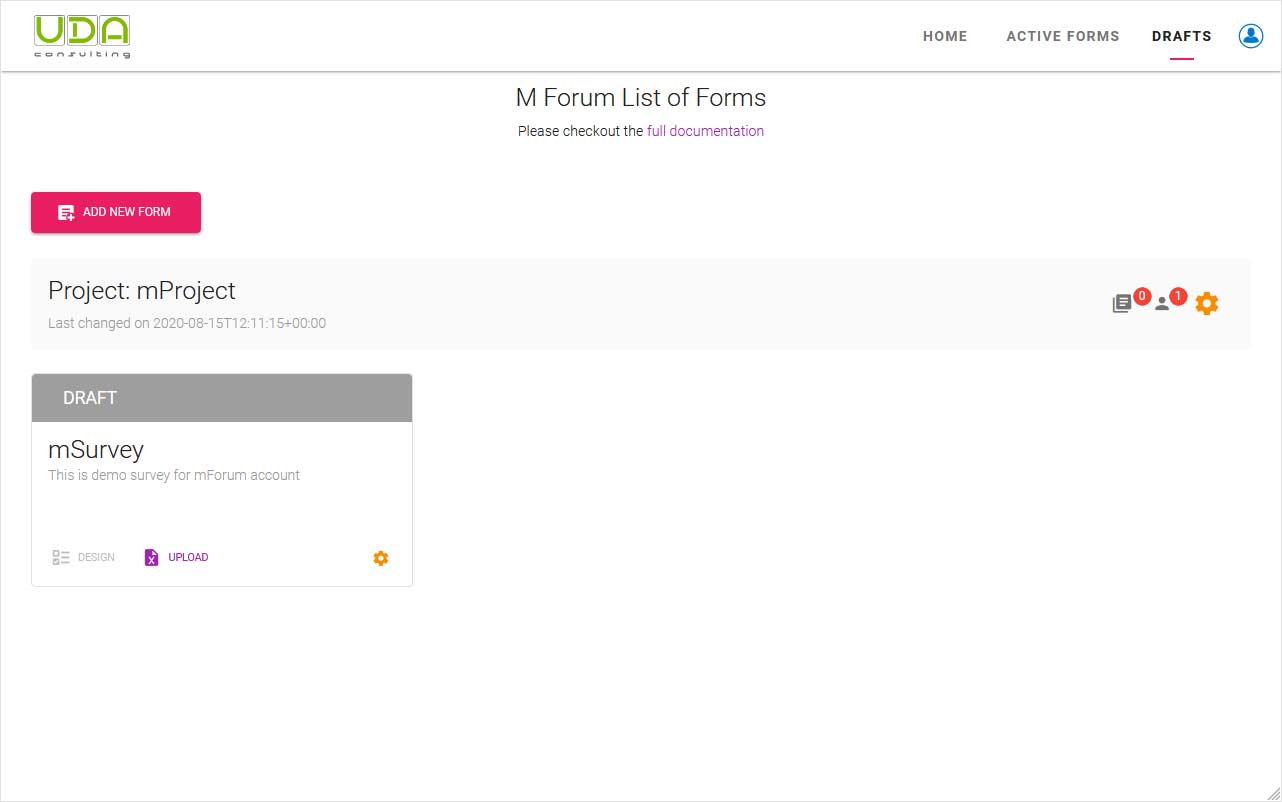 UDA
consulting
HOME
ACTIVE FORMS
DRAFTS
M Forum List of Forms
Please checkout the full documentation
ADD NEW FORM
Project: mProject
0
1
Last changed on 2020-08-15T12:11:15+00:00
DRAFT
mSurvey
This is demo survey for mForum account
DESIGN
UPLOAD